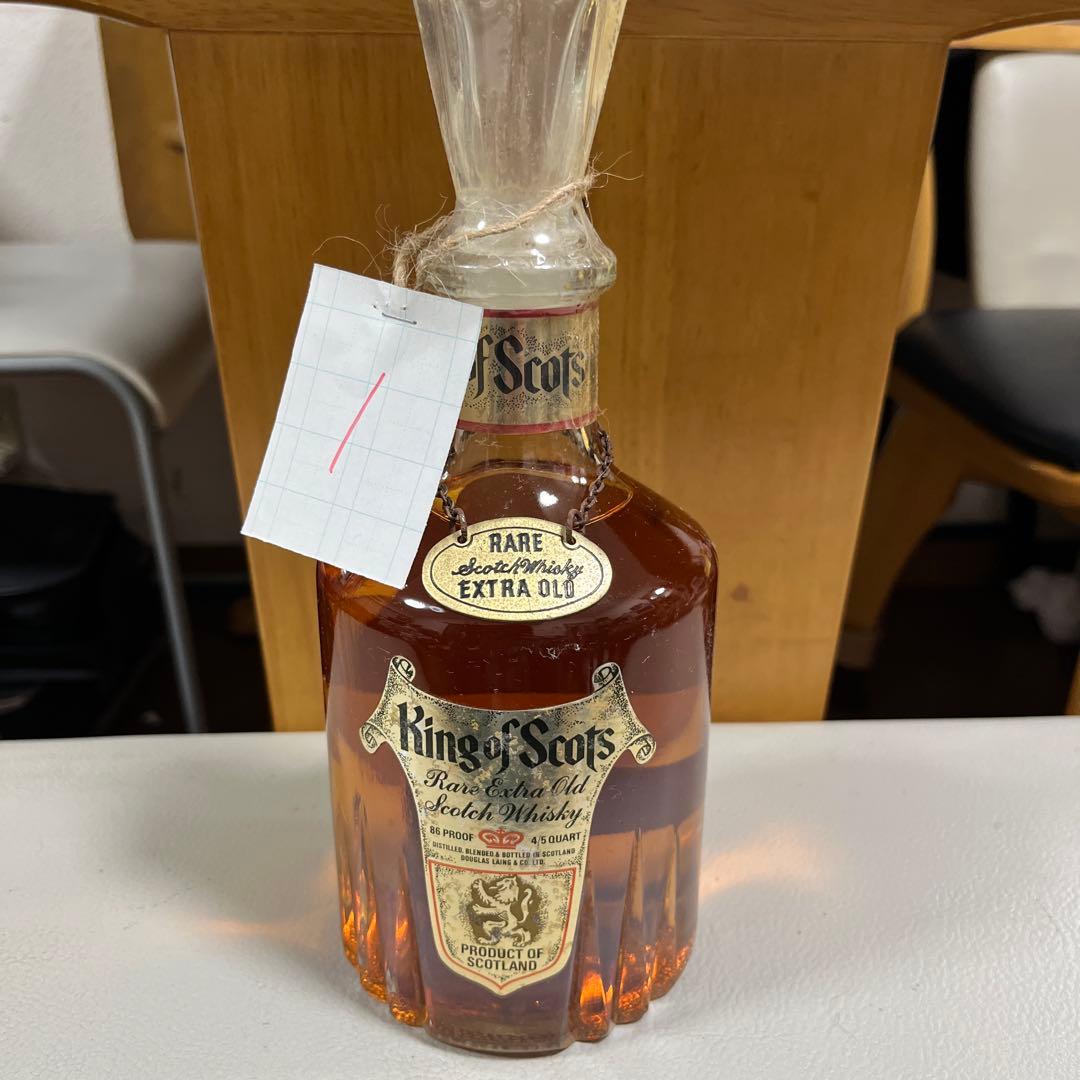 1
of Scots
RARE
Scotch Whisky
EXTRA OLD
King of Scots
Rare Extra Old
Scotch Whisky
86 PROOF 4/5 QUART
DISTILLED, BLENDED & BOTTLED IN SCOTLAND
DOUGLAS LAING & CO. LTD.
PRODUCT OF
SCOTLAND